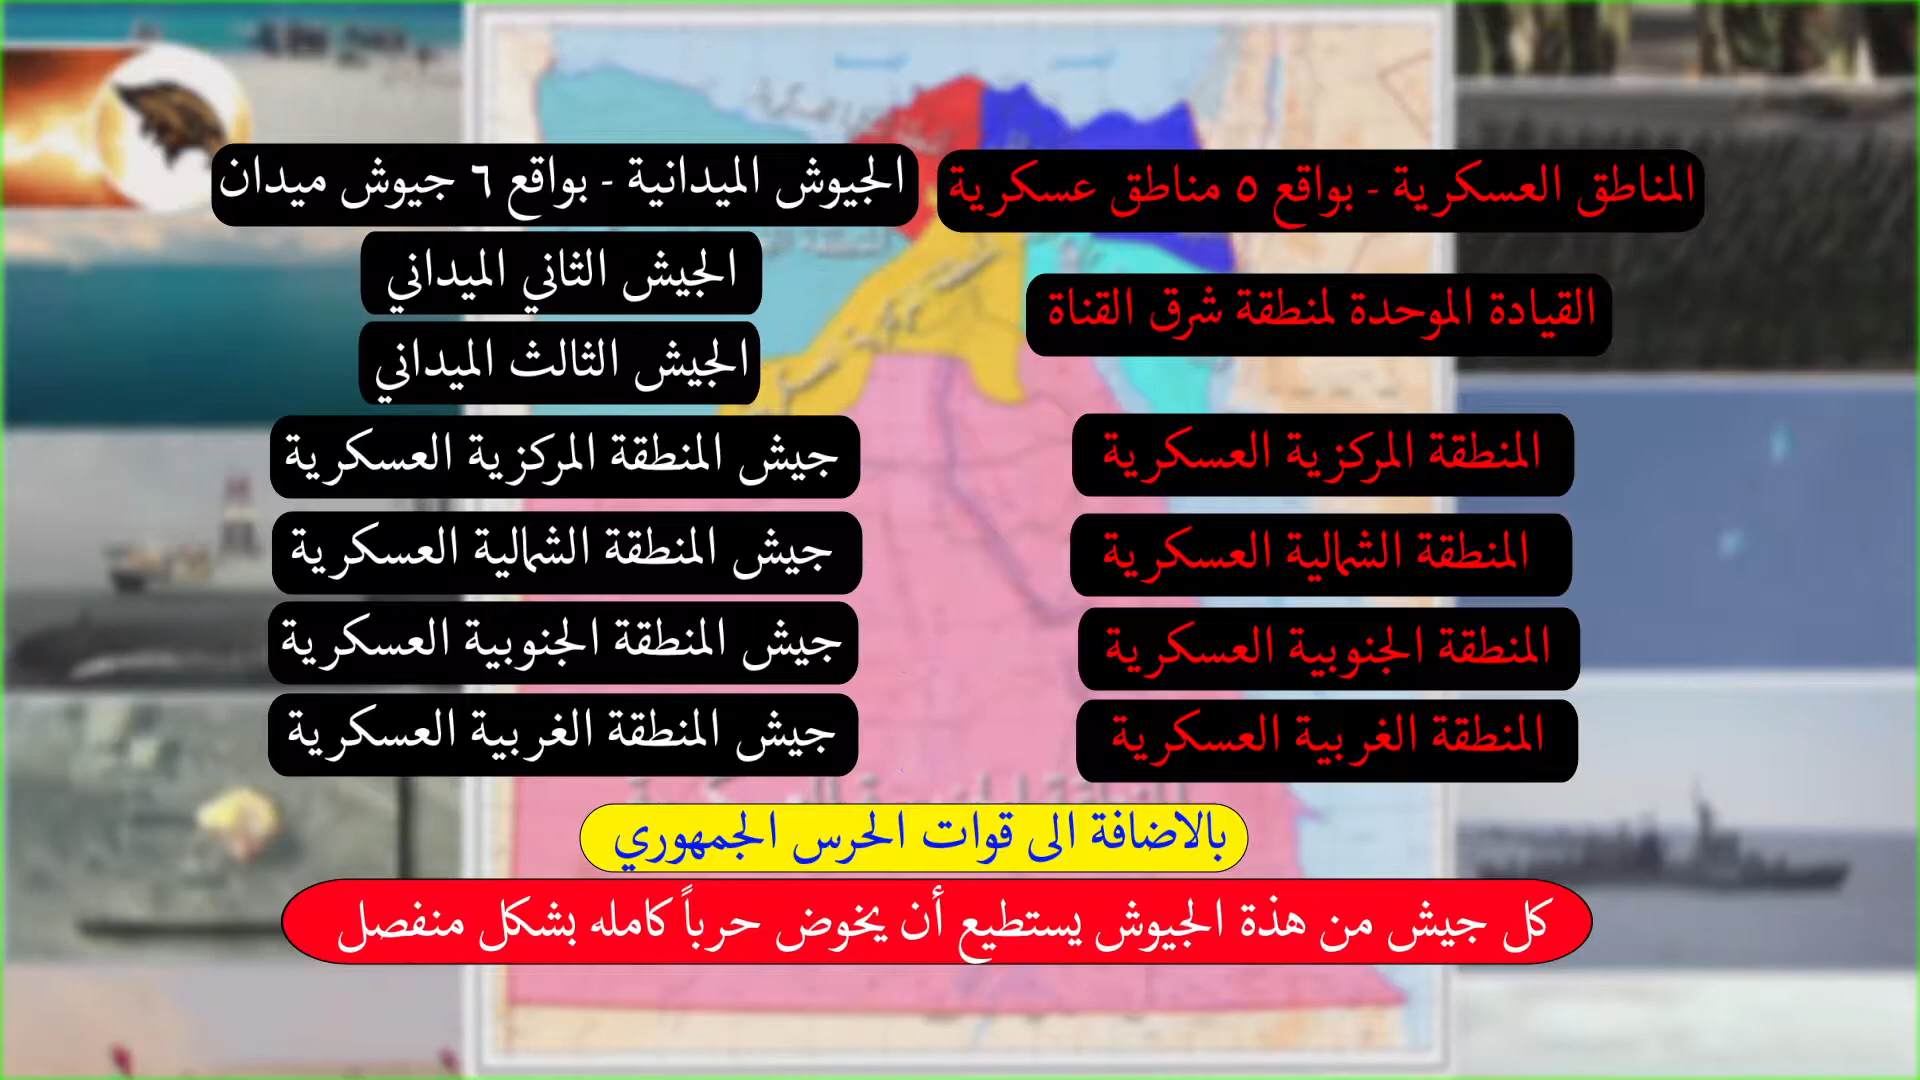 المناطق العسكرية - بواقع ٥ مناطق عسكرية
القيادة الموحدة لمنطقة شرق القناة
المنطقة المركزية العسكرية
المنطقة الشمالية العسكرية
المنطقة الجنوبية العسكرية
المنطقة الغربية العسكرية
الجيوش الميدانية - بواقع ٦ جيوش ميدان
الجيش الثاني الميداني
الجيش الثالث الميداني
جيش المنطقة المركزية العسكرية
جيش المنطقة الشمالية العسكرية
جيش المنطقة الجنوبية العسكرية
جيش المنطقة الغربية العسكرية
بالاضافة الى قوات الحرس الجمهوري
كل جيش من هذة الجيوش يستطيع أن يخوض حرباً كامله بشكل منفصل